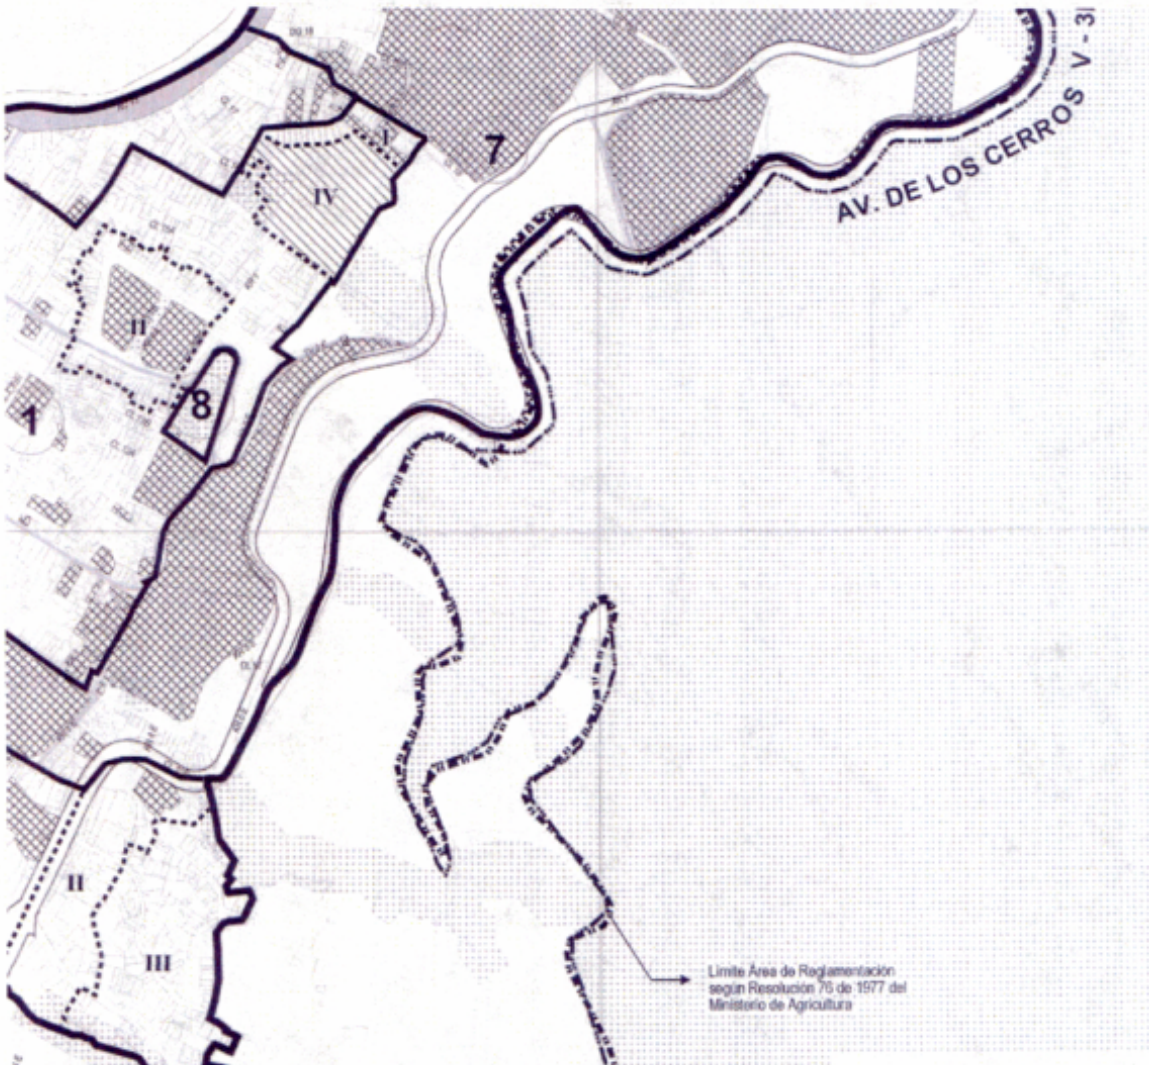 V - 3
7
I
IV
AV. DE LOS CERROS
II
8
1
II
III
Límite Área de Reglamentación
según Resolución 76 de 1977 del
Ministerio de Agricultura